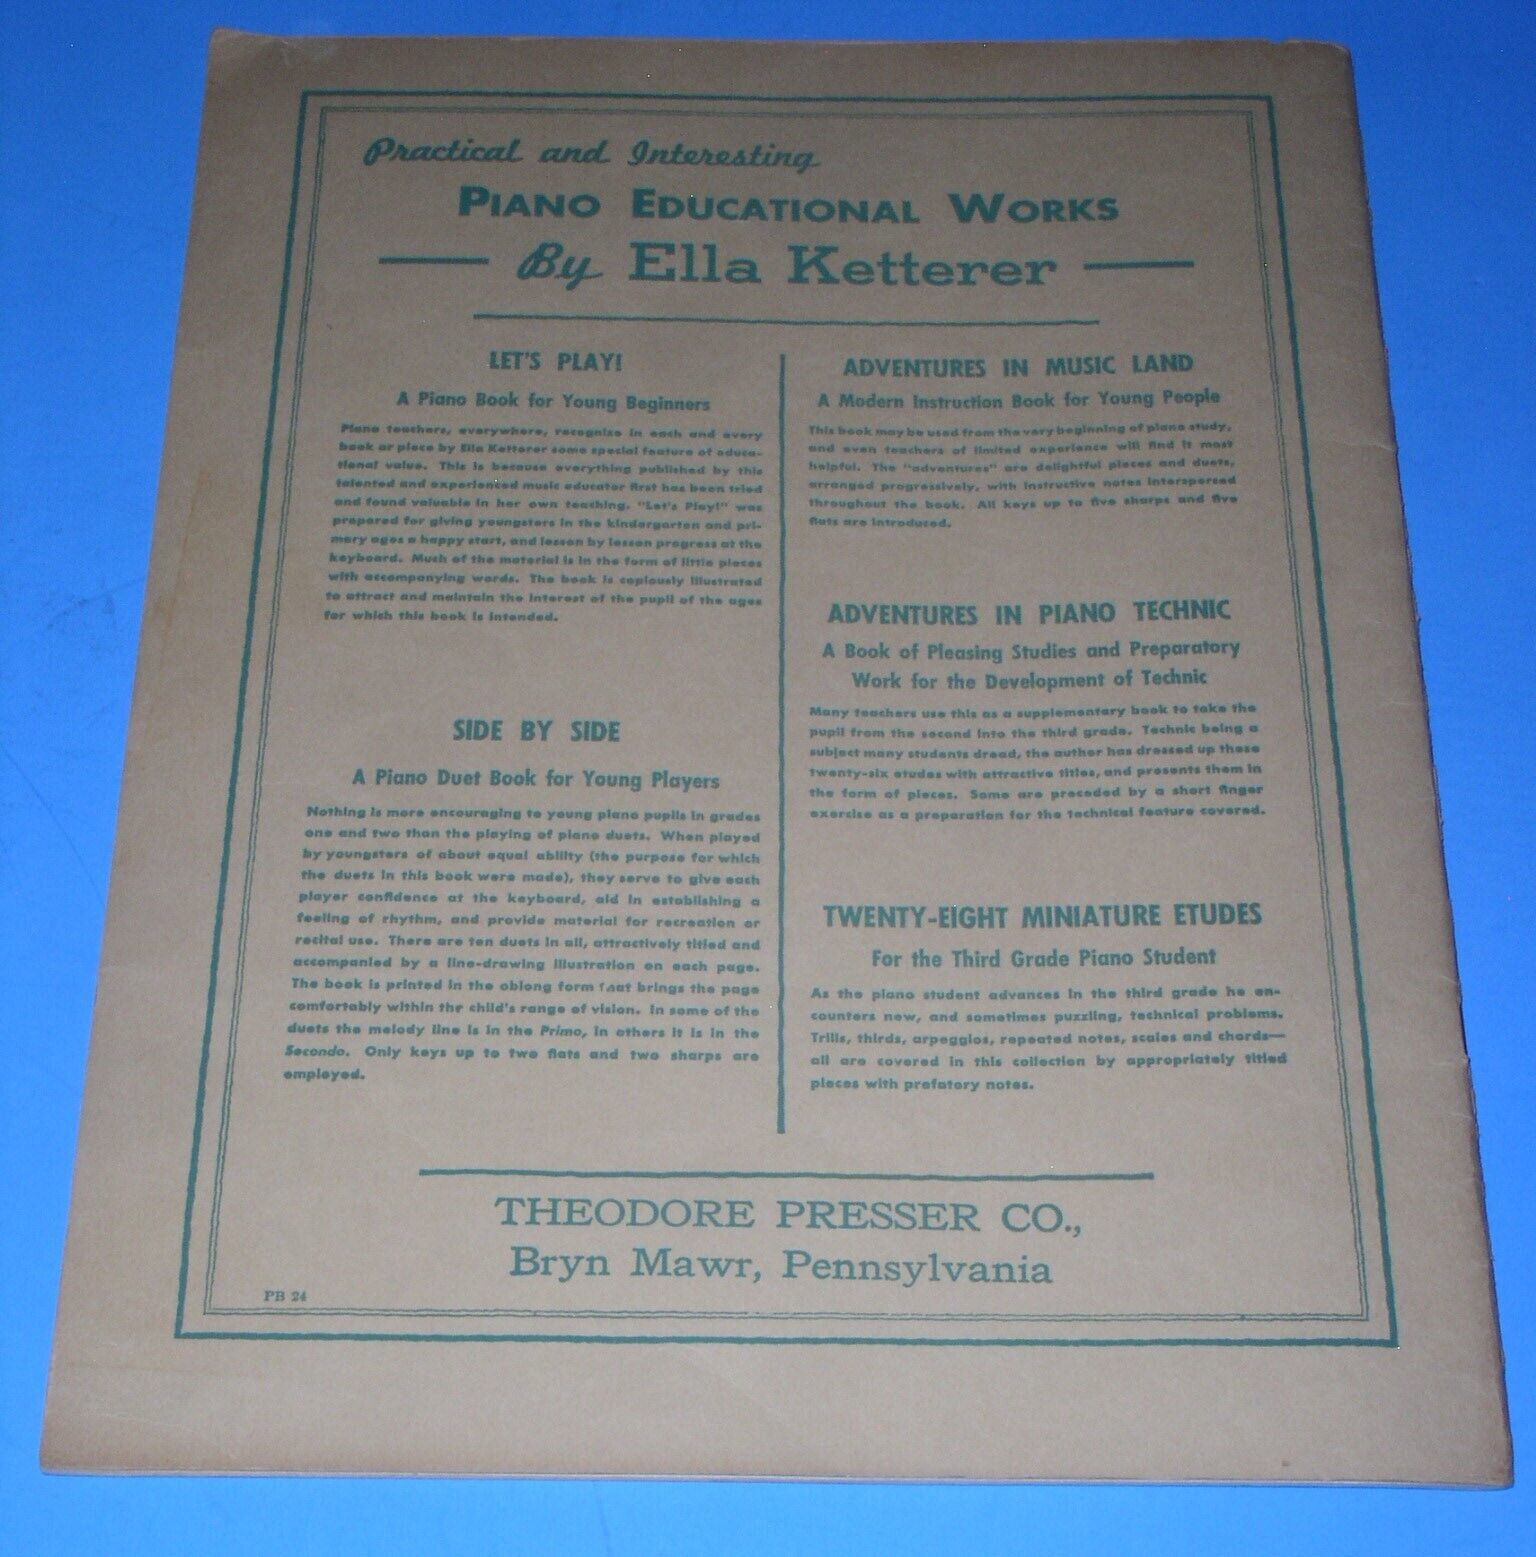 Practical and Interesting
PIANO EDUCATIONAL WORKS
By Ella Ketterer
LET'S PLAY!
A Piano Book for Young Beginners
Piano teachers, everywhere, recognize in each and every
book or piece by Ella Ketterer some special feature of educa-
tional value. This is because everything published by this
talented and experienced music educator first has been tried
and found valuable in her own teaching. "Let's Play!" was
prepared for giving youngsters in the kindergarten and pri-
mary ages a happy start, and lesson by lesson progress at the
keyboard. Much of the material is in the form of little pieces
with accompanying words. The book is copiously illustrated
to attract and maintain the interest of the pupil of the ages
for which this book is intended.
SIDE BY SIDE
A Piano Duet Book for Young Players
Nothing is more encouraging to young piano pupils in grades
one and two than the playing of piano duets. When played
by youngsters of about equal ability (the purpose for which
the duets in this book were made), they serve to give each
player confidence at the keyboard, aid in establishing a
feeling of rhythm, and provide material for recreation or
recital use. There are ten duets in all, attractively titled and
accompanied by a line-drawing illustration on each page.
The book is printed in the oblong form that brings the page
comfortably within the child's range of vision. In some of the
duets the melody line is in the Primo, in others it is in the
Secondo. Only keys up to two flats and two sharps are
employed.
ADVENTURES IN MUSIC LAND
A Modern Instruction Book for Young People
This book may be used from the very beginning of piano study,
and even teachers of limited experience will find it most
helpful. The "adventures" are delightful pieces and duets,
arranged progressively, with instructive notes interspersed
throughout the book. All keys up to five sharps and five
flats are introduced.
ADVENTURES IN PIANO TECHNIC
A Book of Pleasing Studies and Preparatory
Work for the Development of Technic
Many teachers use this as a supplementary book to take the
pupil from the second into the third grade. Technic being a
subject many students dread, the author has dressed up these
twenty-six etudes with attractive titles, and presents them in
the form of pieces. Some are preceded by a short finger
exercise as a preparation for the technical feature covered.
TWENTY-EIGHT MINIATURE ETUDES
For the Third Grade Piano Student
As the piano student advances in the third grade he en-
counters new, and sometimes puzzling, technical problems.
Trills, thirds, arpeggios, repeated notes, scales and chords—
all are covered in this collection by appropriately titled
pieces with prefatory notes.
THEODORE PRESSER CO.,
Bryn Mawr, Pennsylvania
PB 24